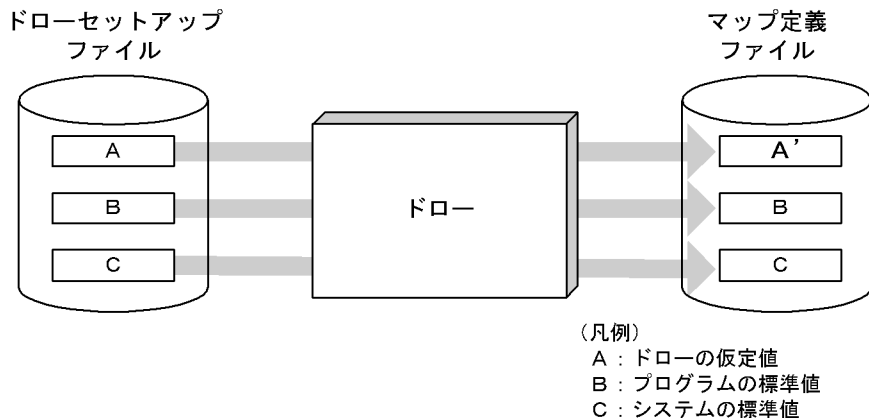 ドローセットアップ
ファイル
マップ定義
ファイル
A
B
C
ドロー
A’
B
C
（凡例）
A：ドローの仮定値
B：プログラムの標準値
C：システムの標準値